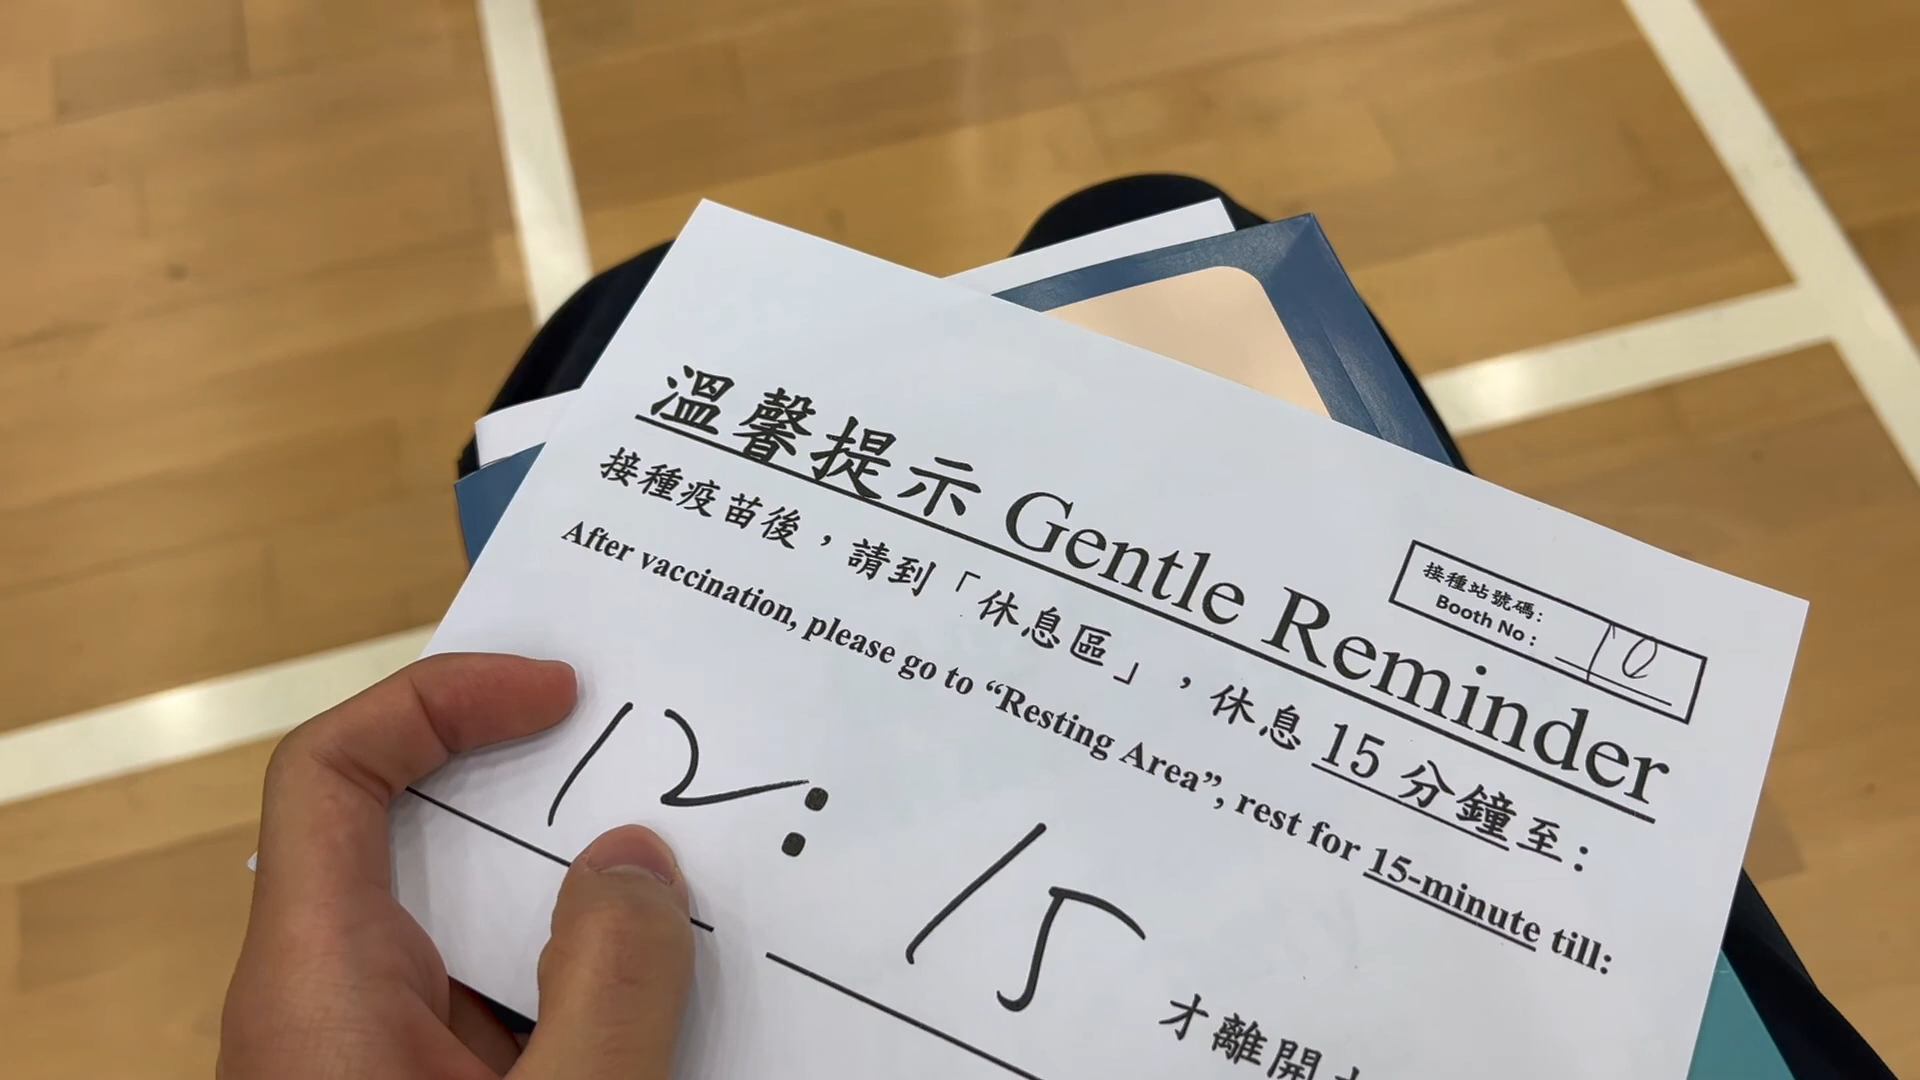 溫馨提示 Gentle Reminder
接種站號碼:
Booth No : 10
接種疫苗後,請到「休息區」,休息 15 分鐘至:
After vaccination, please go to “Resting Area”, rest for 15-minute till:
12:15 才離開